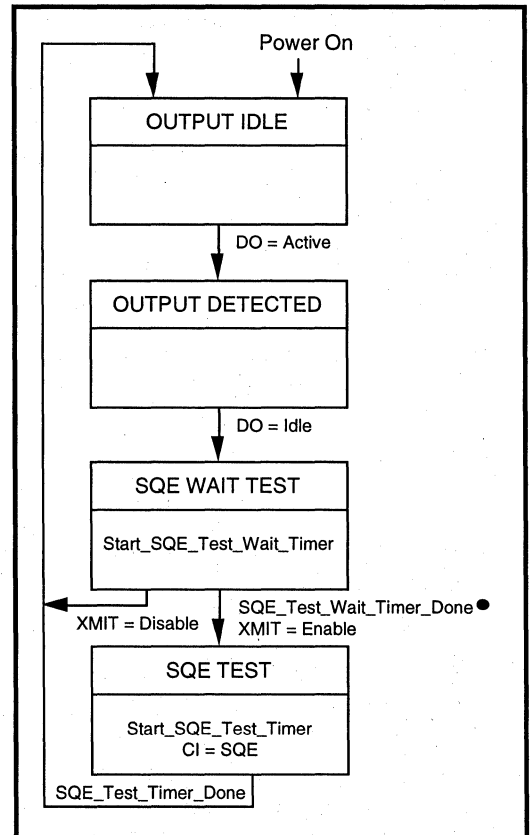 Power On
OUTPUT IDLE
DO = Active
OUTPUT DETECTED
DO = Idle
SQE WAIT TEST
Start_SQE_Test_Wait_Timer
XMIT = Disable
SQE_Test_Wait_Timer_Done ●
XMIT = Enable
SQE TEST
Start_SQE_Test_Timer
CI = SQE
SQE_Test_Timer_Done